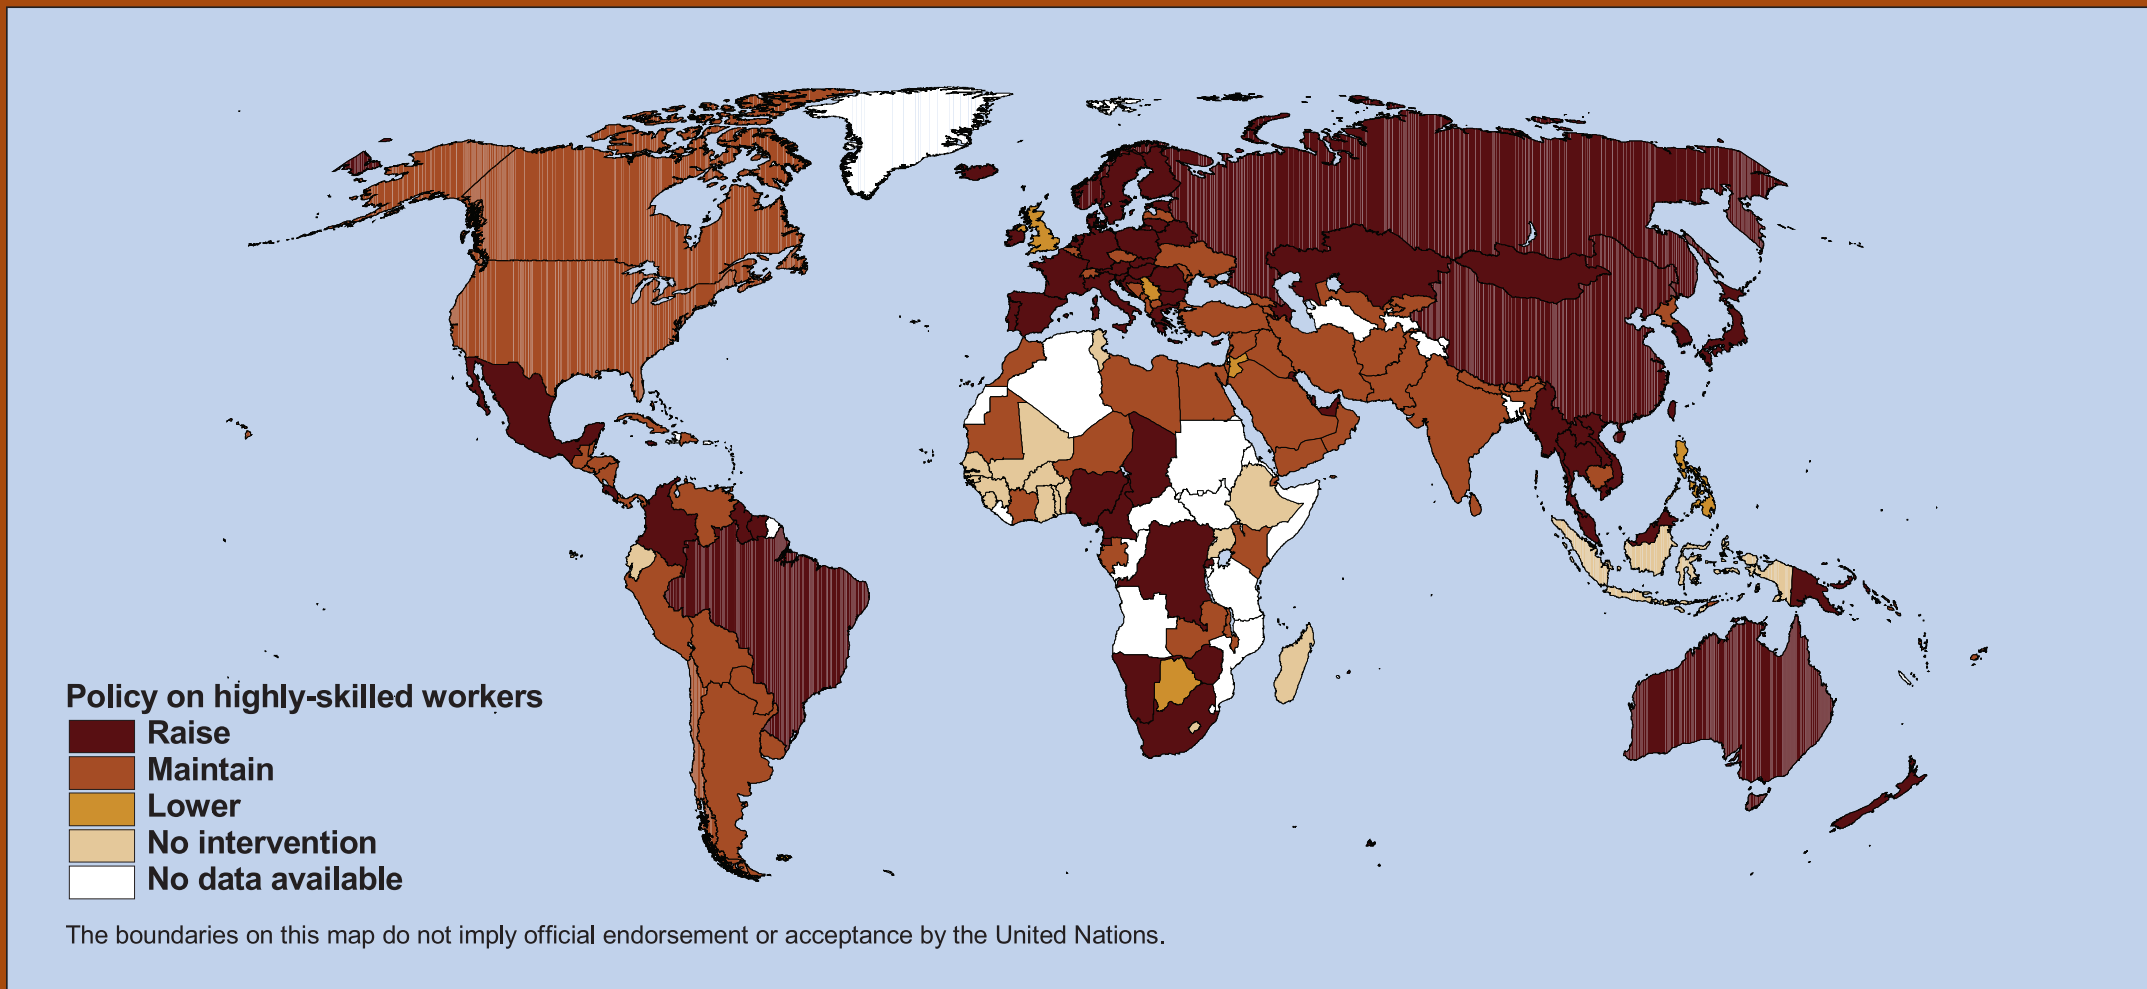 Policy on highly-skilled workers
Raise
Maintain
Lower
No intervention
No data available
The boundaries on this map do not imply official endorsement or acceptance by the United Nations.